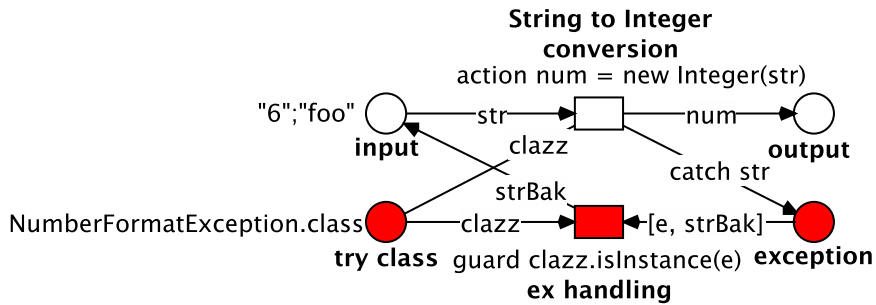 String to Integer
conversion
action num = new Integer(str)
"6";"foo"
str
num
input
clazz
output
catch str
strBak
NumberFormatException.class
clazz
[e, strBak]
try class
guard clazz.isInstance(e)
exception
ex handling